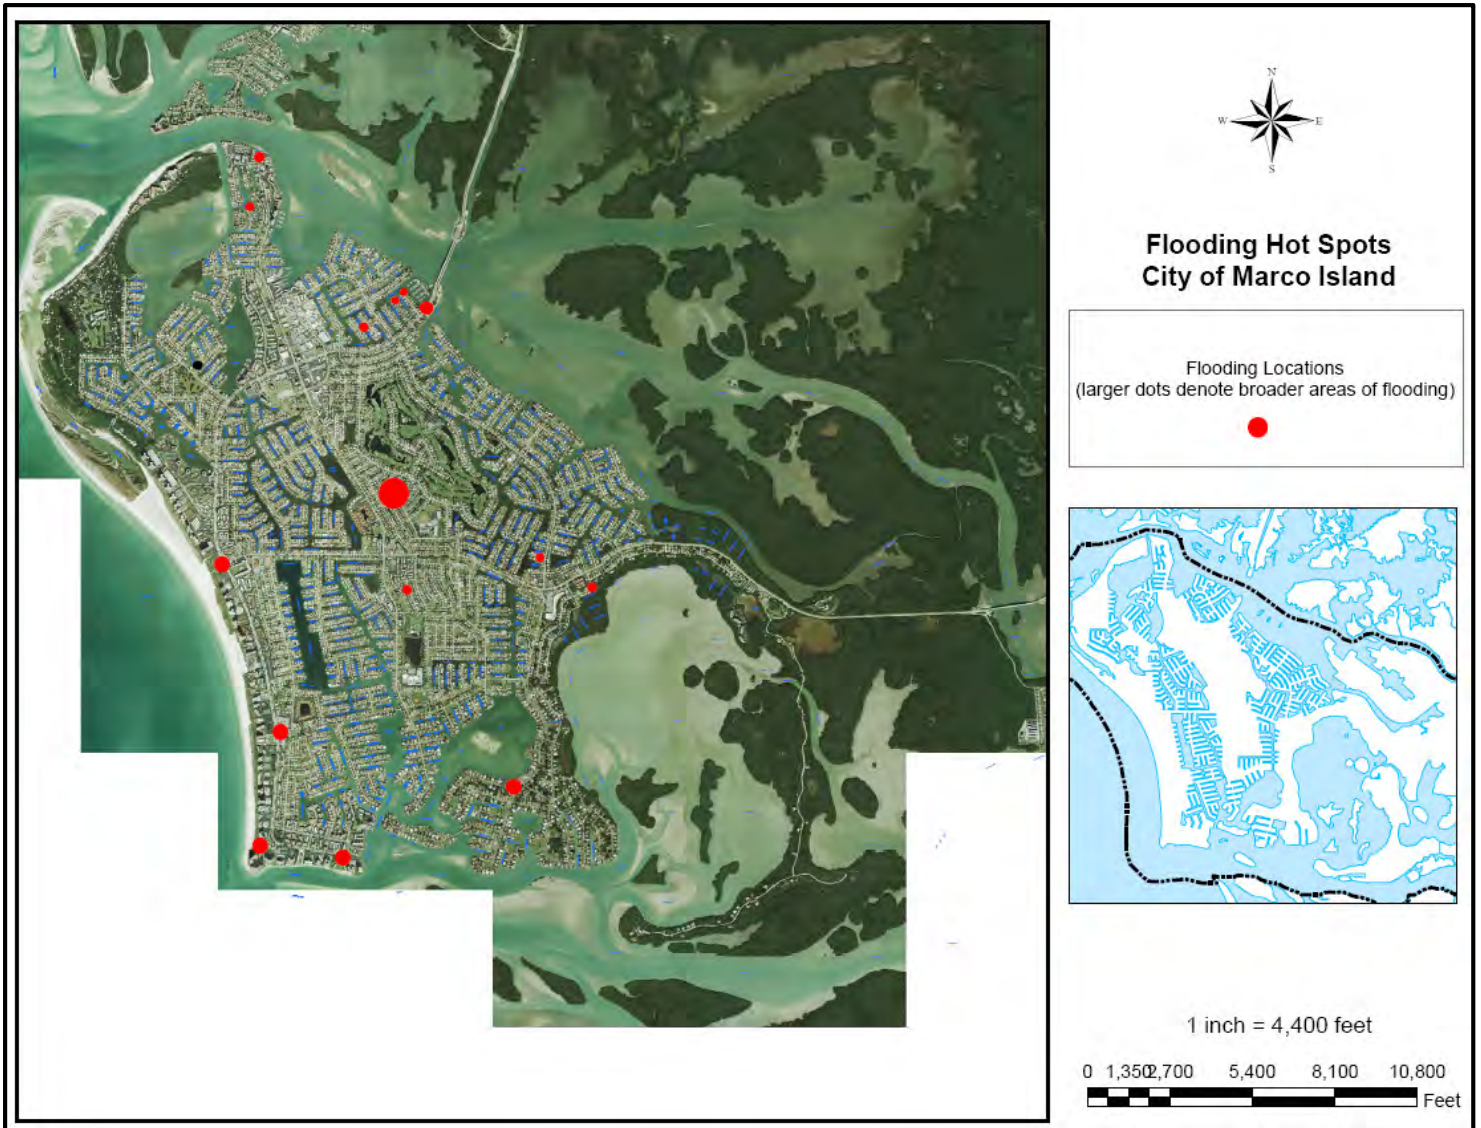 N
W E
S
Flooding Hot Spots
City of Marco Island
Flooding Locations
(larger dots denote broader areas of flooding)
1 inch = 4,400 feet
0 1,350 2,700 5,400 8,100 10,800
Feet